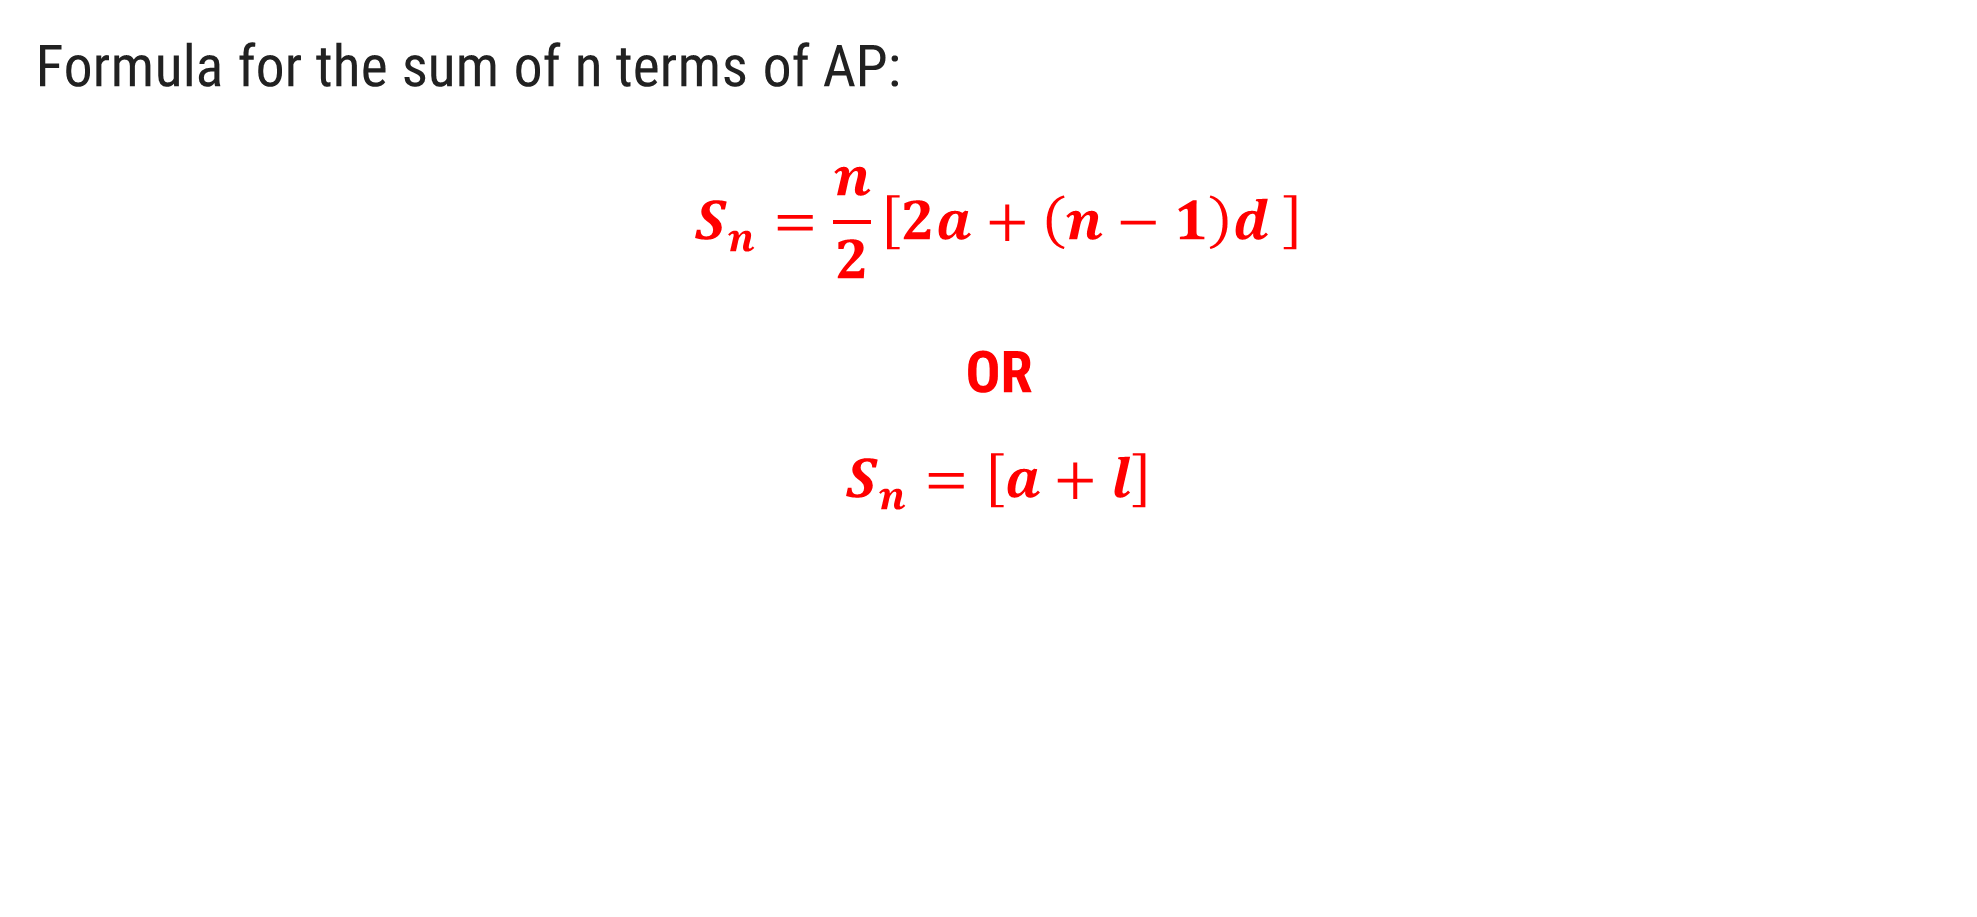 Formula for the sum of n terms of AP:
Sₙ = n/2 [2a + (n − 1)d ]
OR
Sₙ = [a + l]